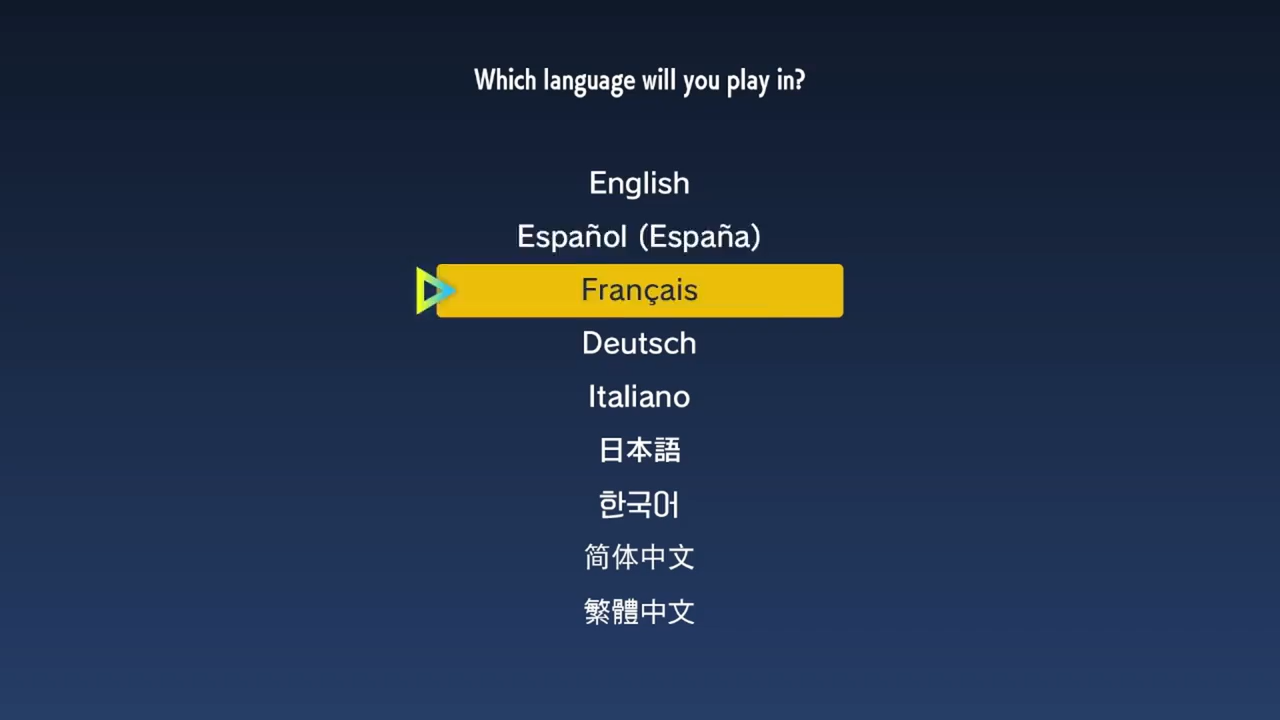 Which language will you play in?
English
Español (España)
Français
Deutsch
Italiano
日本語
한국어
简体中文
繁體中文